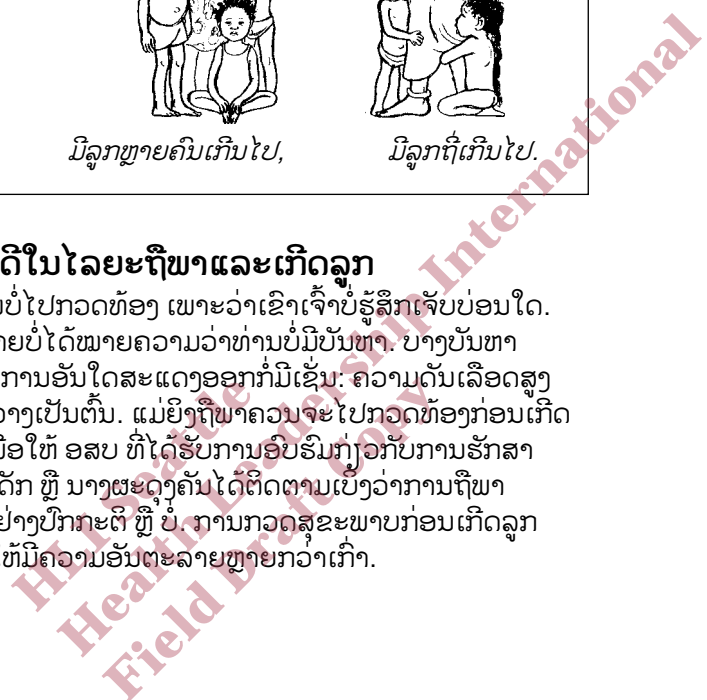 ມີລູກຫຼາຍຄົນເກີນໄປ, ມີລູກຖີ່ເກີນໄປ.
ດີໃນໄລຍະຖືພາແລະເກີດລູກ
ບໍ່ໄປກວດທ້ອງ ເພາະວ່າເຂົາເຈົ້າບໍ່ຮູ້ສຶກເຈັບບ່ອນໃດ.
ບໍ່ໄດ້ໝາຍຄວາມວ່າທ່ານບໍ່ມີບັນຫາ. ບາງບັນຫາ
ການອັນໃດສະແດງອອກກໍ່ມີເຊັ່ນ: ຄວາມດັນເລືອດສູງ
ວາງເປັນຕົ້ນ. ແມ່ຍິງຖືພາຄວນຈະໄປກວດທ້ອງກ່ອນເກີດ
ໃຫ້ ອສບ ທີ່ໄດ້ຮັບການອົບຮົມກ່ຽວກັບການຮັກສາ
ດັກ ຫຼື ນາງຜະດຸງຄັນໄດ້ຕິດຕາມເບິ່ງວ່າການຖືພາ
ຢ່າງປົກກະຕິ ຫຼື ບໍ່. ການກວດສຸຂະພາບກ່ອນເກີດລູກ
ໃຫ້ມີຄວາມອັນຕະລາຍຫຼາຍກວ່າເກົ່າ.
HLI Seattle
Health Leadership International
Field Draft Copy